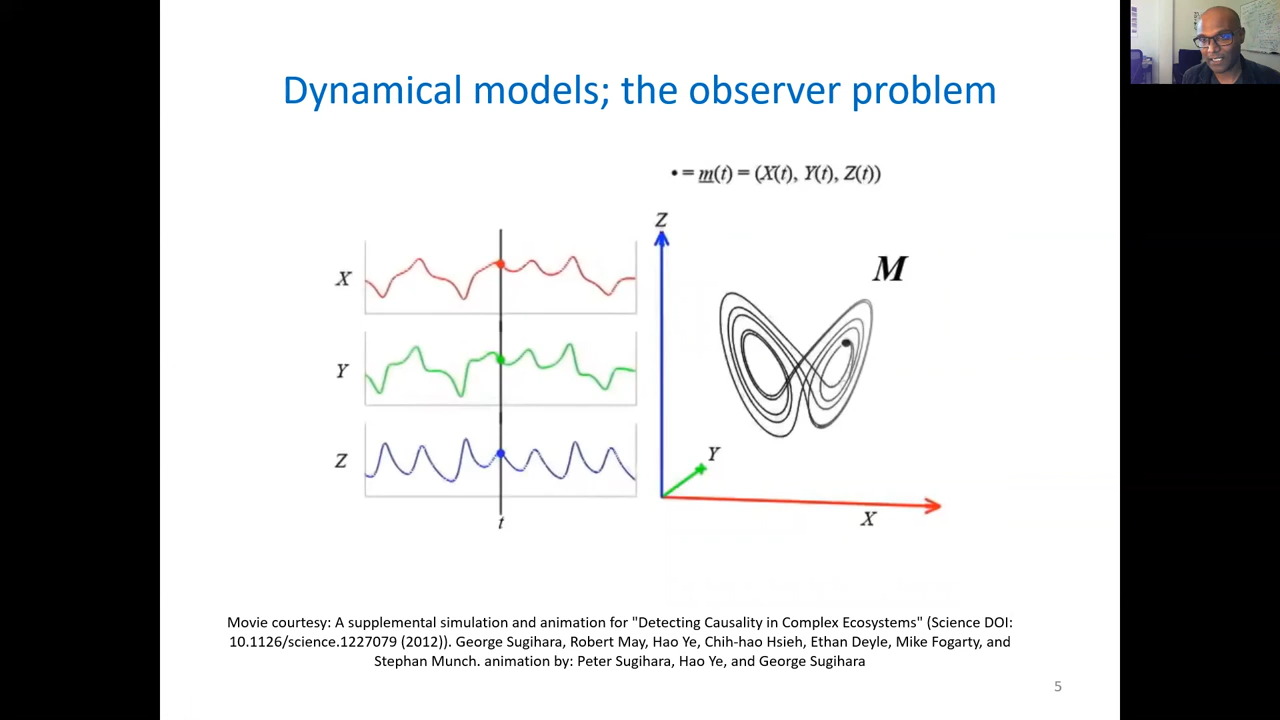 Dynamical models; the observer problem
• = m(t) = (X(t), Y(t), Z(t))
Z
M
X
Y
Z
t
Y
X
Movie courtesy: A supplemental simulation and animation for "Detecting Causality in Complex Ecosystems" (Science DOI:
10.1126/science.1227079 (2012)). George Sugihara, Robert May, Hao Ye, Chih-hao Hsieh, Ethan Deyle, Mike Fogarty, and
Stephan Munch. animation by: Peter Sugihara, Hao Ye, and George Sugihara
5